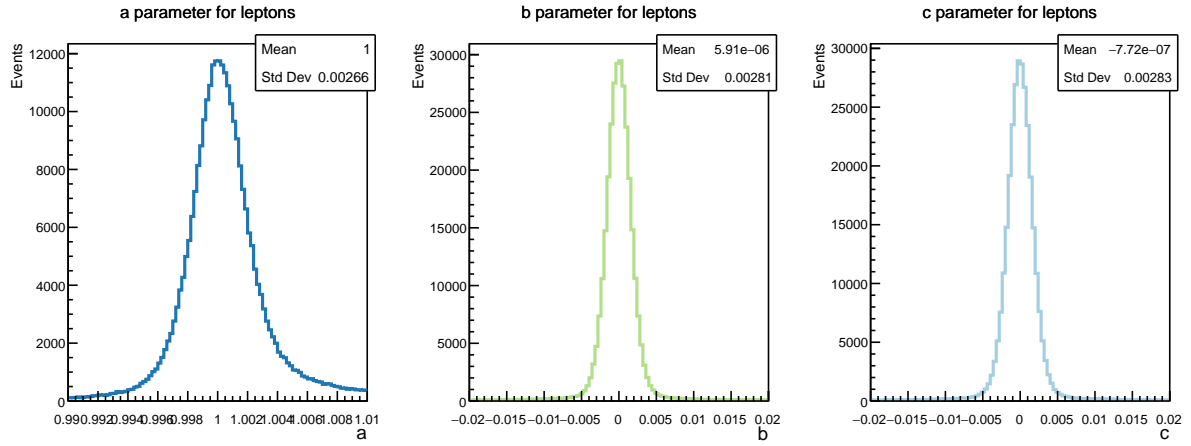 a parameter for leptons
Events
12000
10000
8000
6000
4000
2000
0
0.99 0.992 0.994 0.996 0.998 1 1.002 1.004 1.006 1.008 1.01
a
Mean 1
Std Dev 0.00266
b parameter for leptons
Events
30000
25000
20000
15000
10000
5000
0
−0.02 −0.015 −0.01 −0.005 0 0.005 0.01 0.015 0.02
b
Mean 5.91e−06
Std Dev 0.00281
c parameter for leptons
Events
30000
25000
20000
15000
10000
5000
0
−0.02 −0.015 −0.01 −0.005 0 0.005 0.01 0.015 0.02
c
Mean −7.72e−07
Std Dev 0.00283